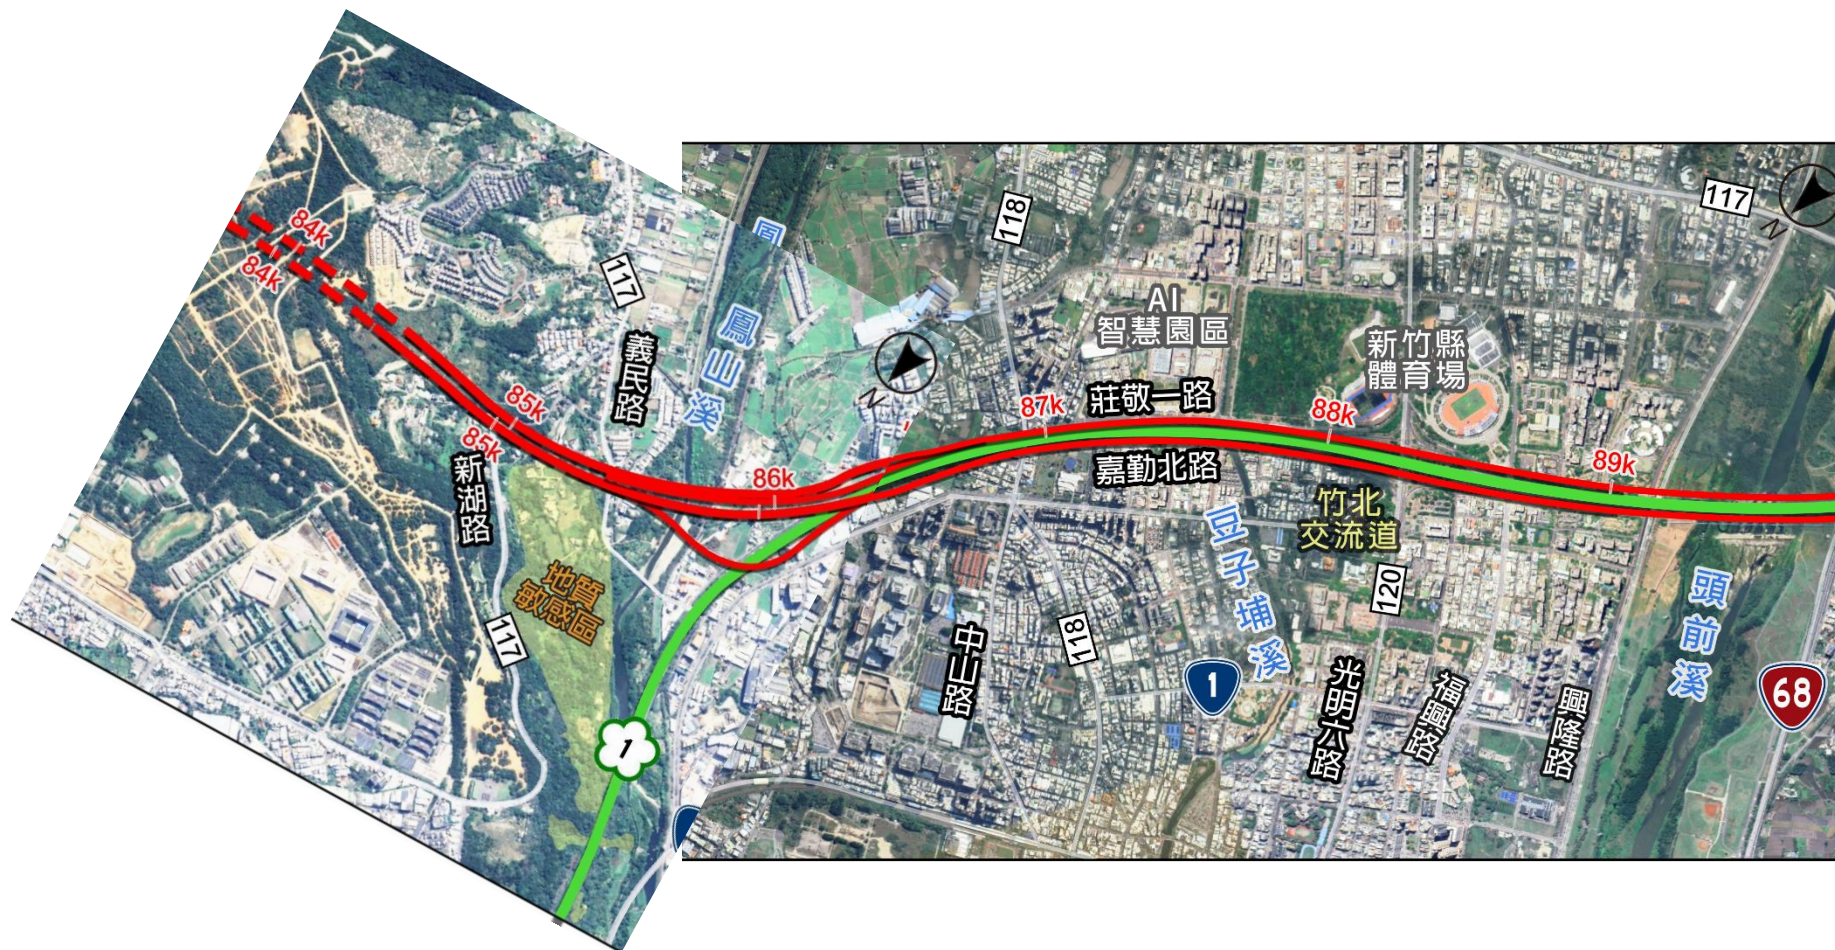 84k
84k
117
義民路
鳳
鳳山溪
N
85k
85k
新湖路
86k
地質
敏感區
117
1
118
AI
智慧園區
新竹縣
體育場
117
N
87k
莊敬一路
88k
嘉勤北路
89k
竹北
交流道
豆子埔溪
120
頭前溪
中山路
118
1
光明六路
福興路
興隆路
68